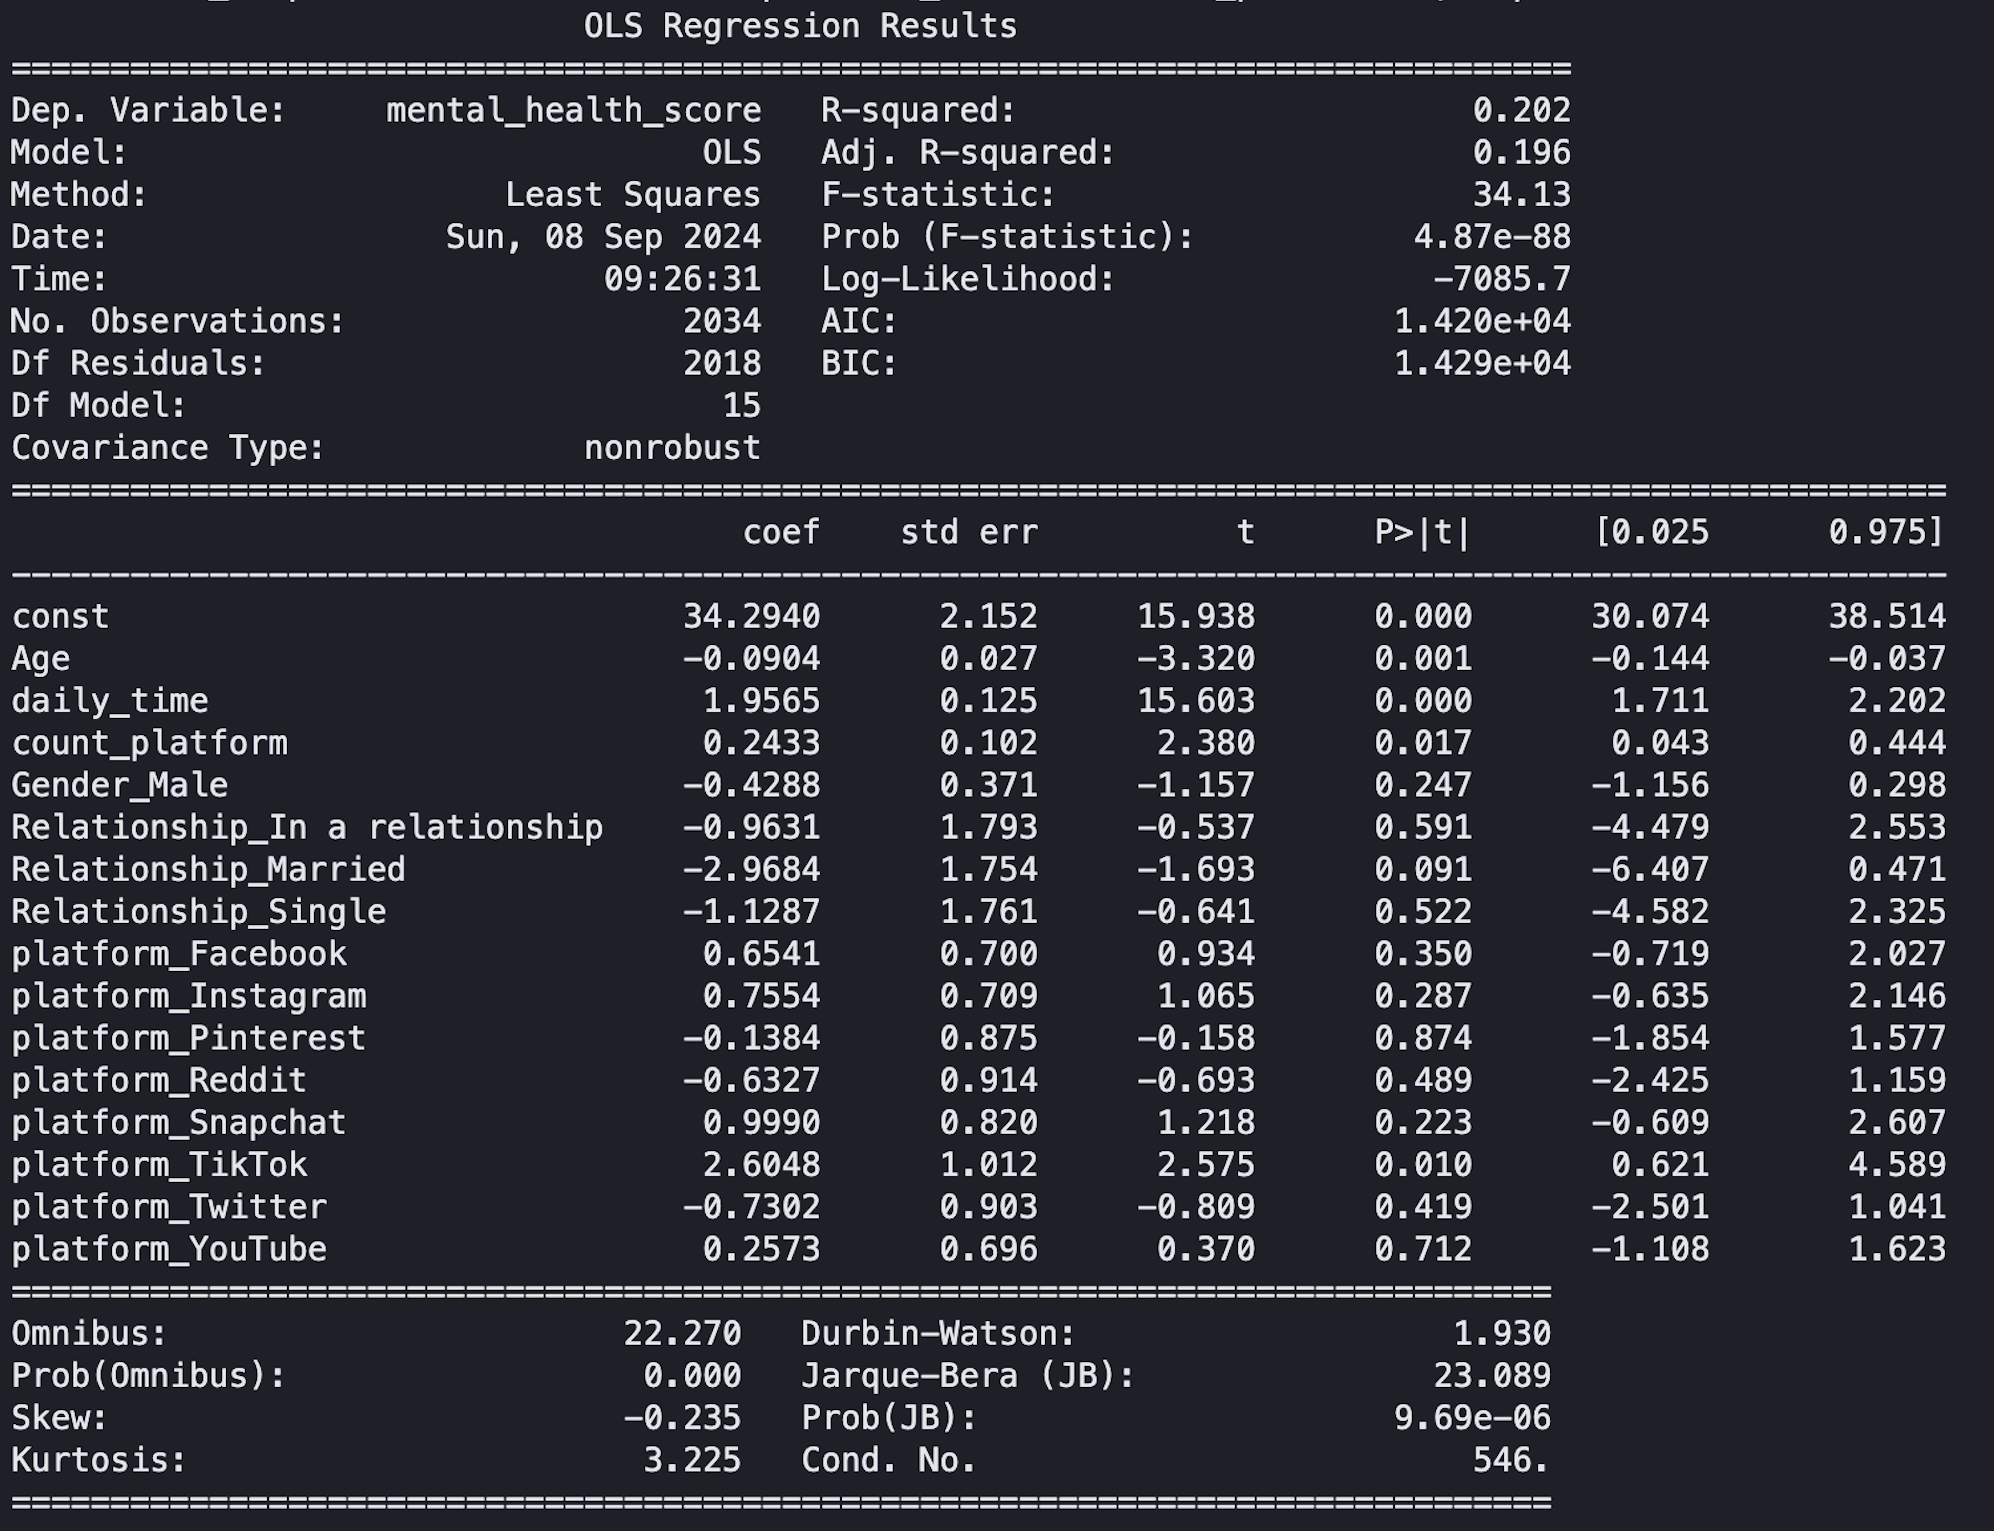 OLS Regression Results
==============================================================================
Dep. Variable: mental_health_score R-squared: 0.202
Model: OLS Adj. R-squared: 0.196
Method: Least Squares F-statistic: 34.13
Date: Sun, 08 Sep 2024 Prob (F-statistic): 4.87e-88
Time: 09:26:31 Log-Likelihood: -7085.7
No. Observations: 2034 AIC: 1.420e+04
Df Residuals: 2018 BIC: 1.429e+04
Df Model: 15
Covariance Type: nonrobust
==================================================================================================
coef std err t P>|t| [0.025 0.975]
--------------------------------------------------------------------------------------------------
const 34.2940 2.152 15.938 0.000 30.074 38.514
Age -0.0904 0.027 -3.320 0.001 -0.144 -0.037
daily_time 1.9565 0.125 15.603 0.000 1.711 2.202
count_platform 0.2433 0.102 2.380 0.017 0.043 0.444
Gender_Male -0.4288 0.371 -1.157 0.247 -1.156 0.298
Relationship_In a relationship -0.9631 1.793 -0.537 0.591 -4.479 2.553
Relationship_Married -2.9684 1.754 -1.693 0.091 -6.407 0.471
Relationship_Single -1.1287 1.761 -0.641 0.522 -4.582 2.325
platform_Facebook 0.6541 0.700 0.934 0.350 -0.719 2.027
platform_Instagram 0.7554 0.709 1.065 0.287 -0.635 2.146
platform_Pinterest -0.1384 0.875 -0.158 0.874 -1.854 1.577
platform_Reddit -0.6327 0.914 -0.693 0.489 -2.425 1.159
platform_Snapchat 0.9990 0.820 1.218 0.223 -0.609 2.607
platform_TikTok 2.6048 1.012 2.575 0.010 0.621 4.589
platform_Twitter -0.7302 0.903 -0.809 0.419 -2.501 1.041
platform_YouTube 0.2573 0.696 0.370 0.712 -1.108 1.623
==============================================================================
Omnibus: 22.270 Durbin-Watson: 1.930
Prob(Omnibus): 0.000 Jarque-Bera (JB): 23.089
Skew: -0.235 Prob(JB): 9.69e-06
Kurtosis: 3.225 Cond. No. 546.
==============================================================================